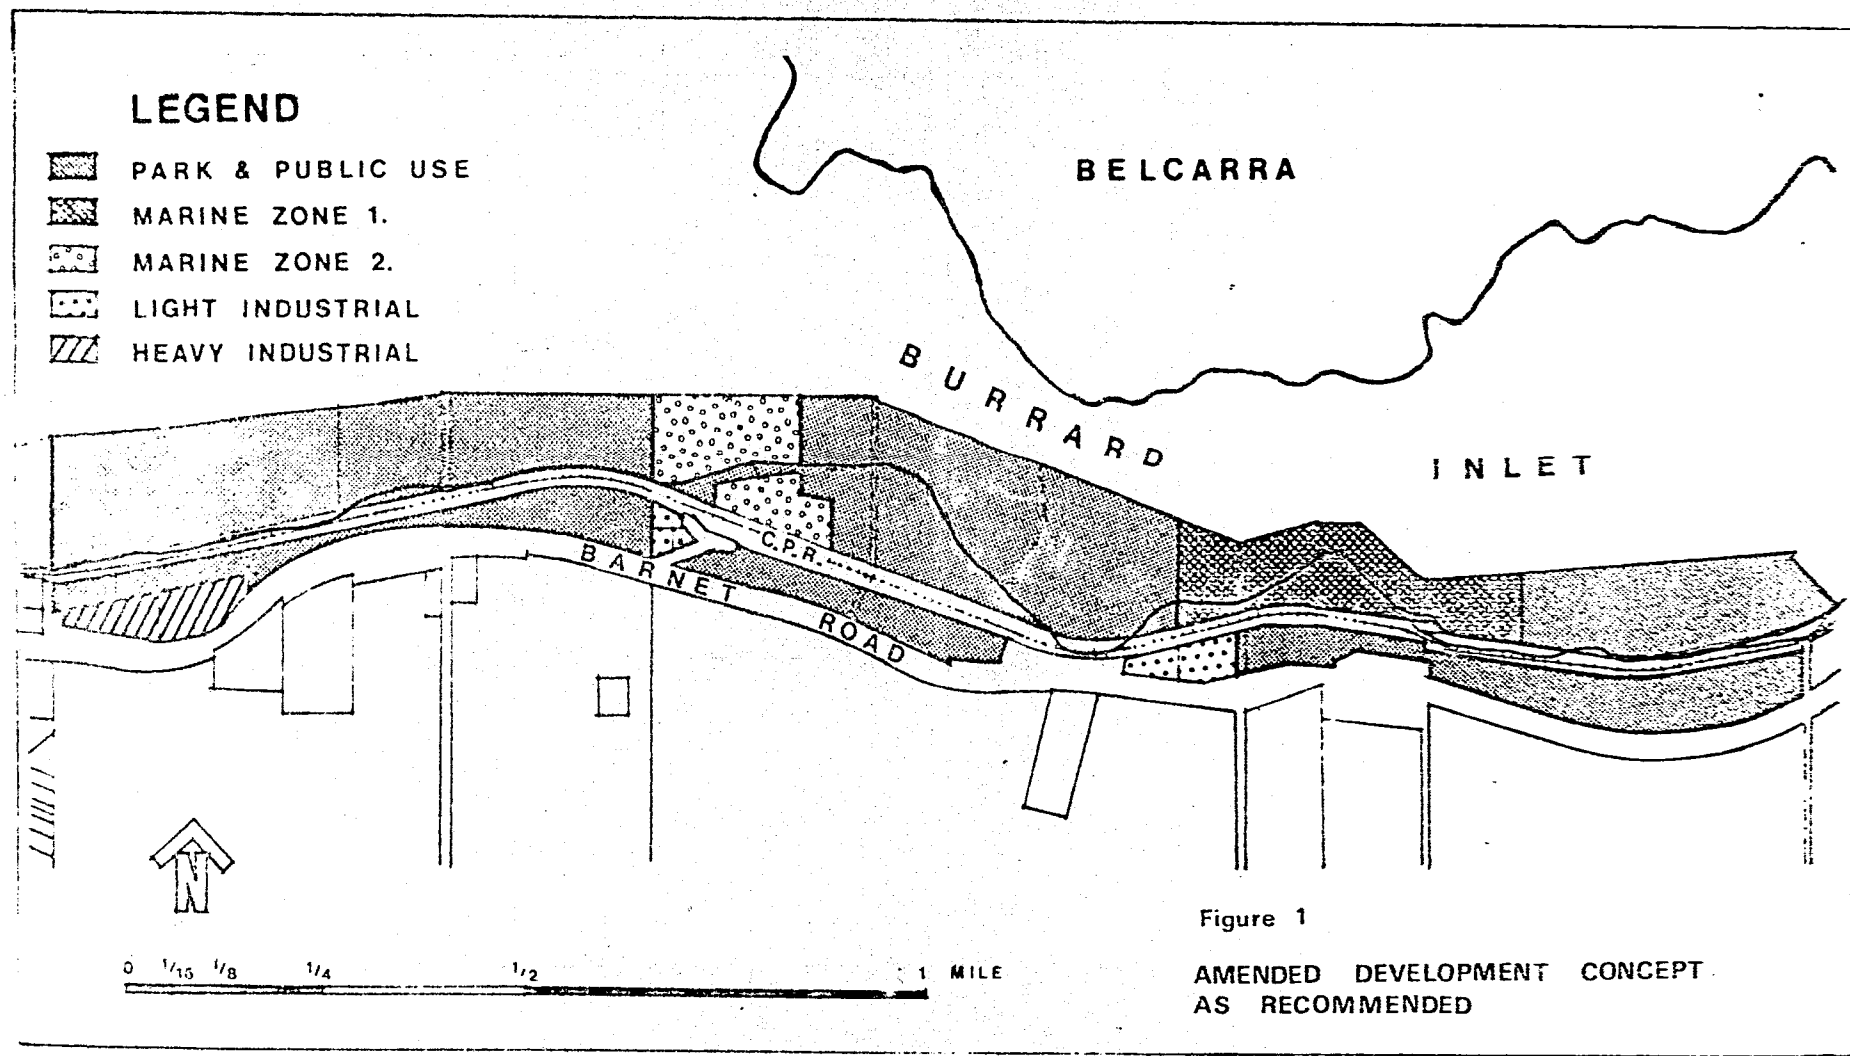 LEGEND
PARK & PUBLIC USE
MARINE ZONE 1.
MARINE ZONE 2.
LIGHT INDUSTRIAL
HEAVY INDUSTRIAL
BELCARRA
BURRARD
INLET
C.P.R.
BARNET ROAD
N
0 1/16 1/8 1/4 1/2 1 MILE
Figure 1
AMENDED DEVELOPMENT CONCEPT
AS RECOMMENDED